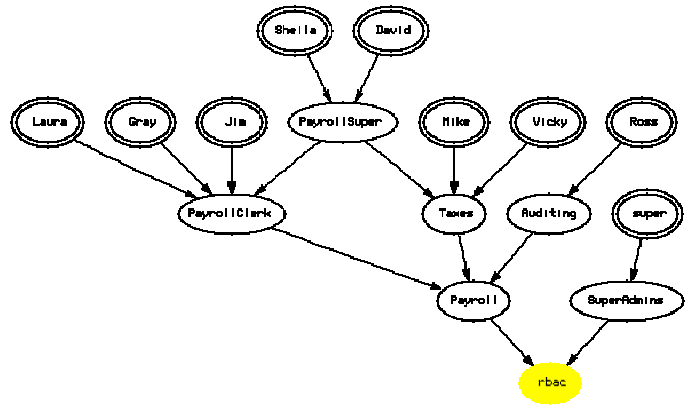 Sheila
David
Laura
Gray
Jim
PayrollSuper
Mike
Vicky
Ross
PayrollClerk
Taxes
Auditing
super
Payroll
SuperAdmins
rbac